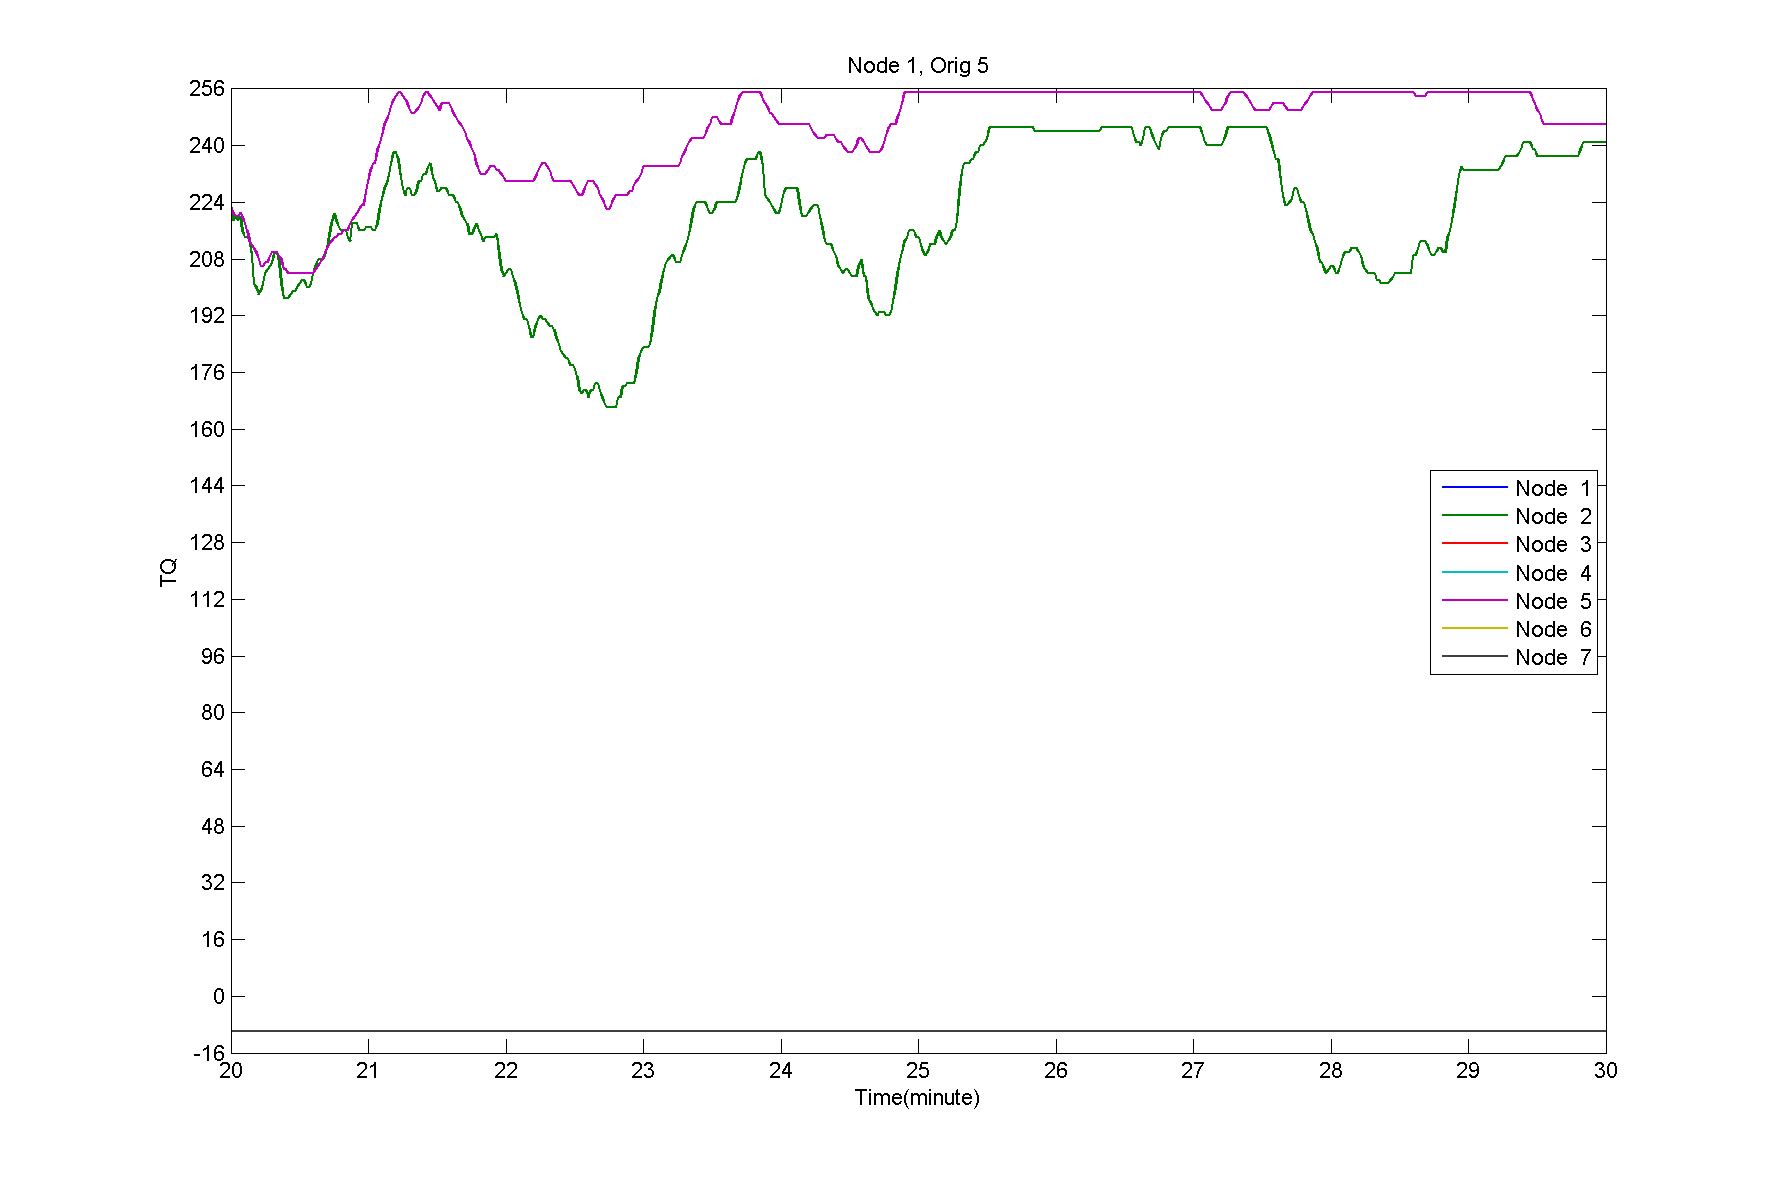 Node 1, Orig 5
256
240
224
208
192
176
160
144
128
112
96
80
64
48
32
16
0
-16
TQ
Node 1
Node 2
Node 3
Node 4
Node 5
Node 6
Node 7
20 21 22 23 24 25 26 27 28 29 30
Time(minute)